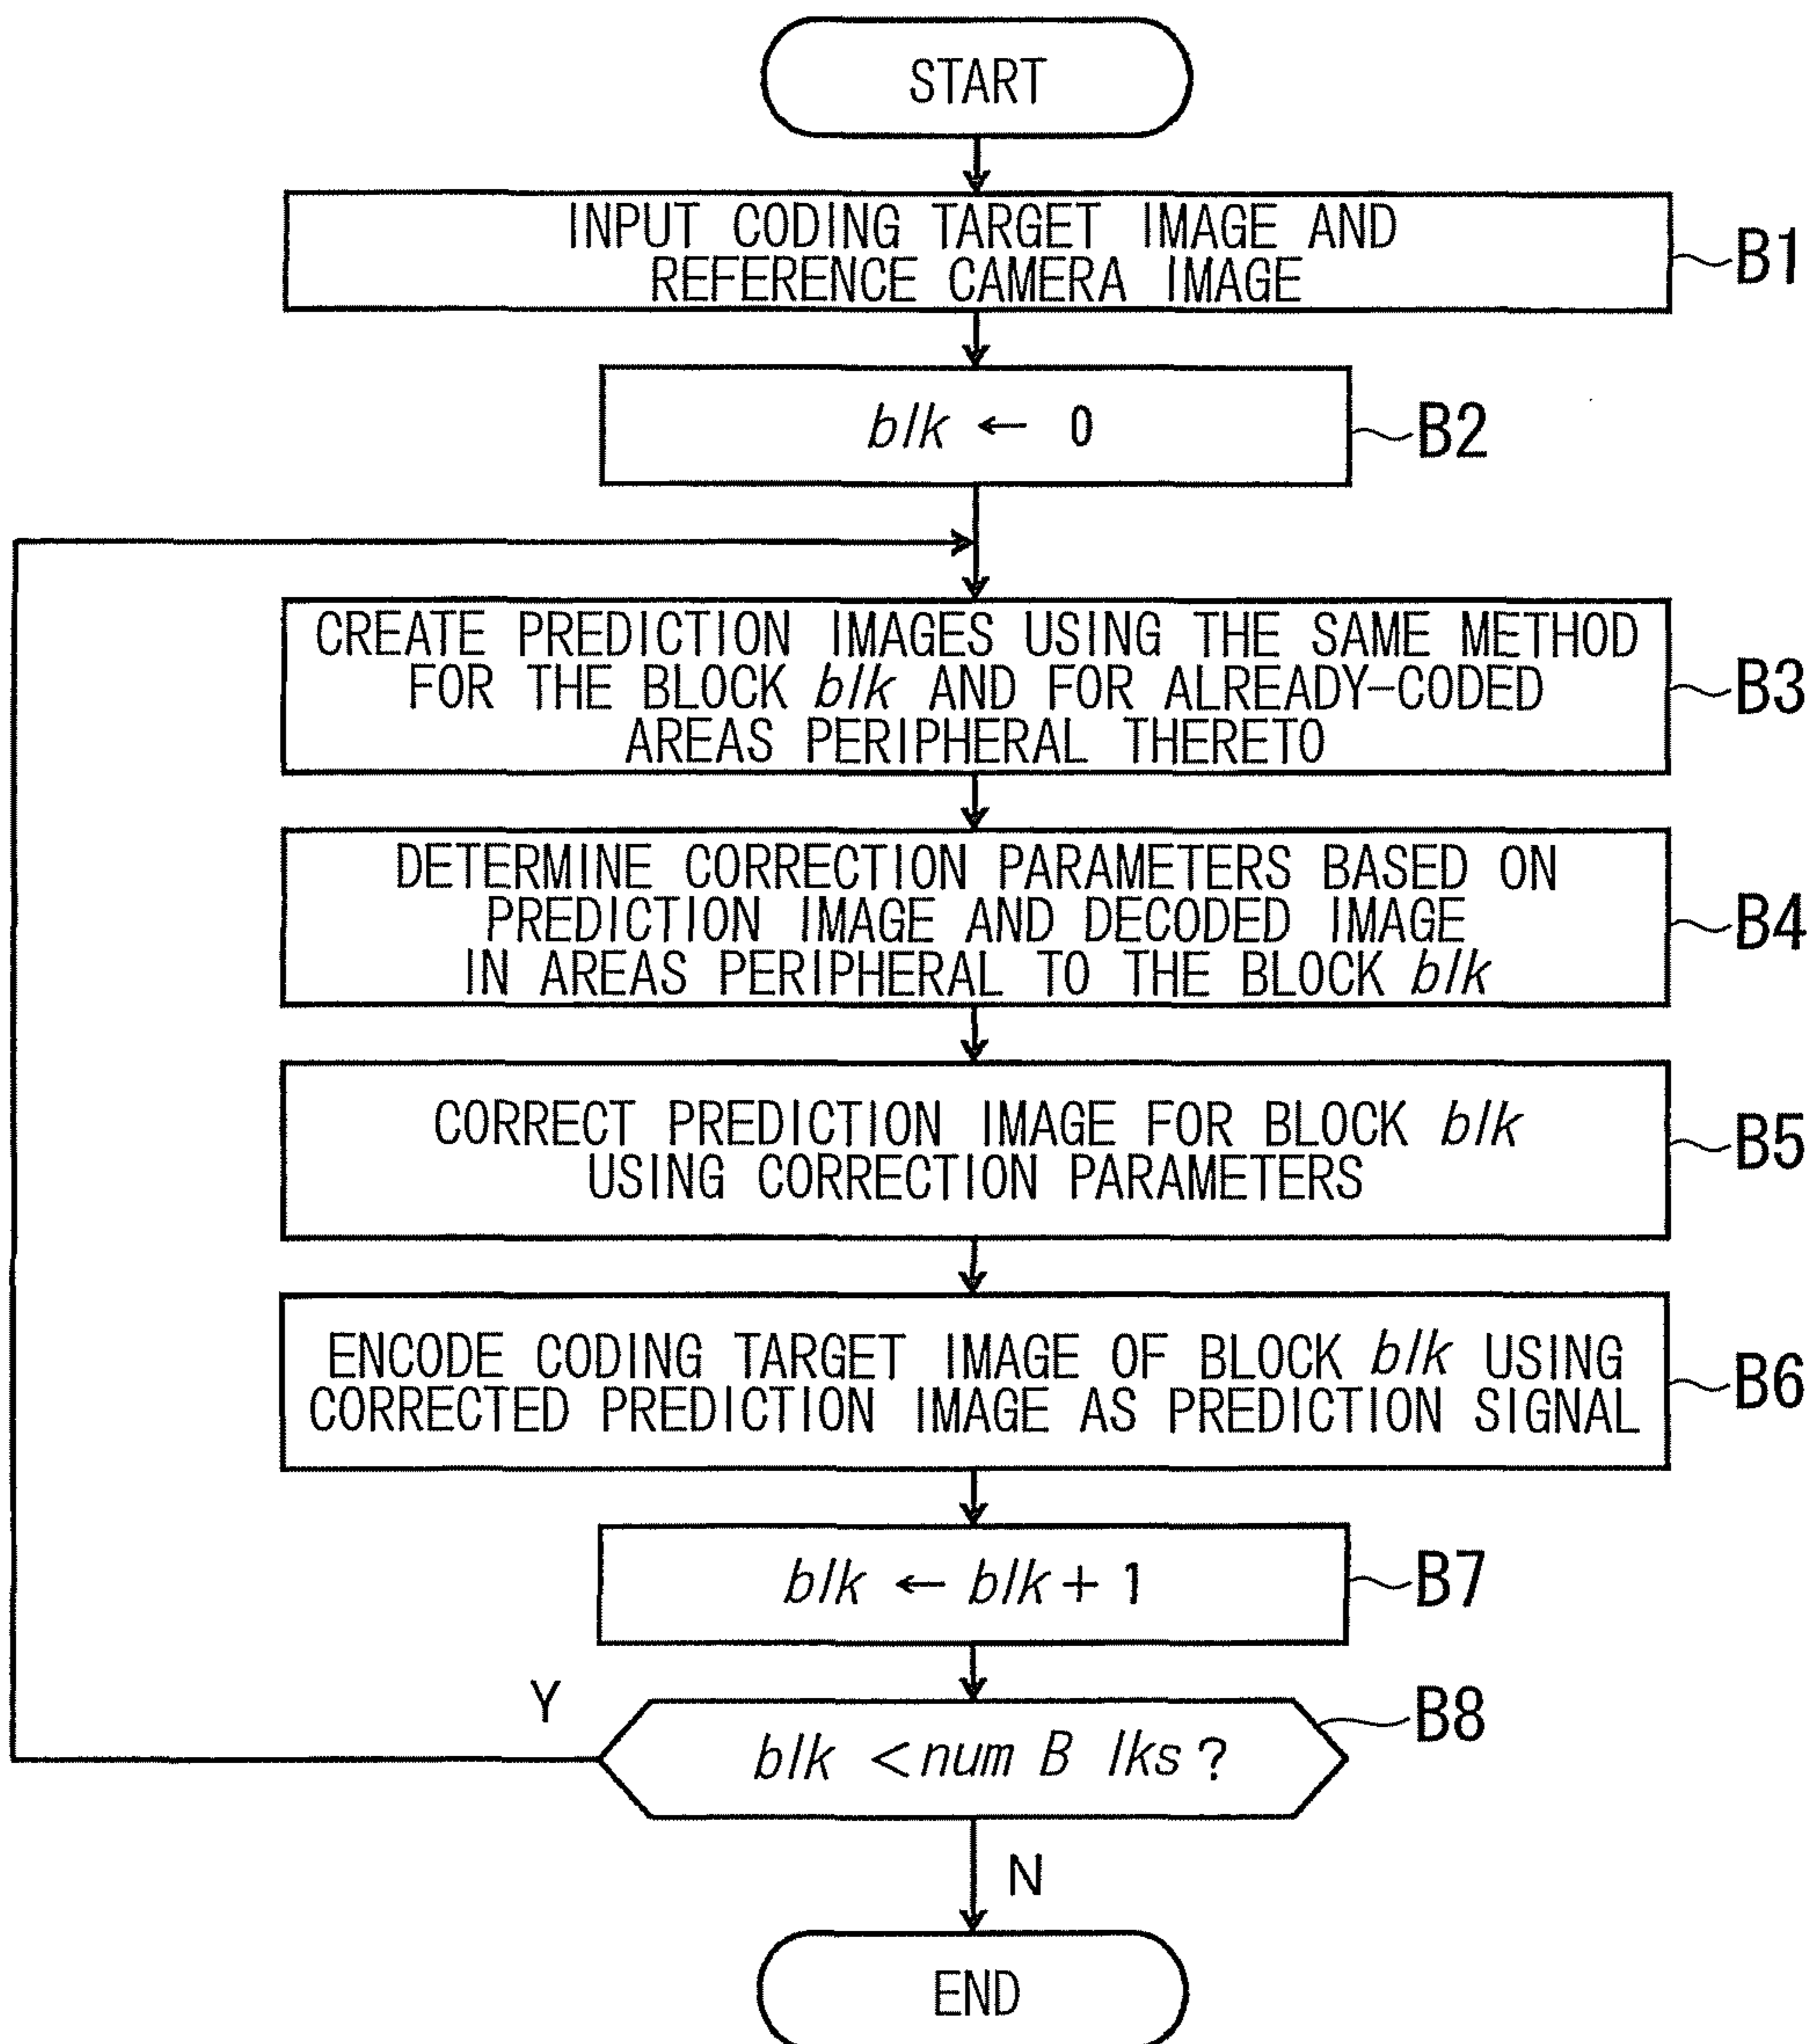 START
INPUT CODING TARGET IMAGE AND
REFERENCE CAMERA IMAGE
B1
blk ← 0
B2
CREATE PREDICTION IMAGES USING THE SAME METHOD
FOR THE BLOCK blk AND FOR ALREADY-CODED
AREAS PERIPHERAL THERETO
B3
DETERMINE CORRECTION PARAMETERS BASED ON
PREDICTION IMAGE AND DECODED IMAGE
IN AREAS PERIPHERAL TO THE BLOCK blk
B4
CORRECT PREDICTION IMAGE FOR BLOCK blk
USING CORRECTION PARAMETERS
B5
ENCODE CODING TARGET IMAGE OF BLOCK blk USING
CORRECTED PREDICTION IMAGE AS PREDICTION SIGNAL
B6
blk ← blk + 1
B7
Y
blk < num B lks ?
B8
N
END